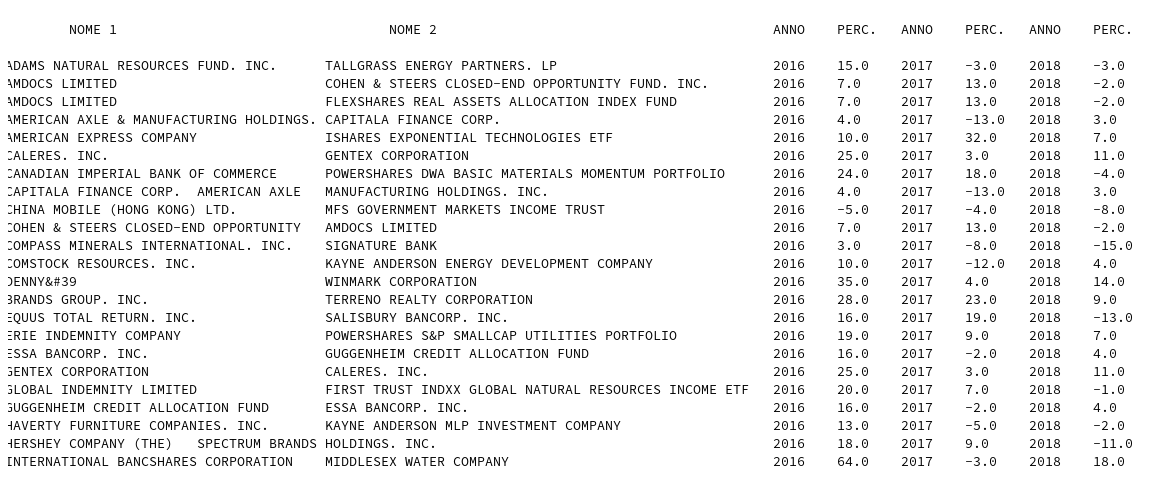 NOME 1 NOME 2 ANNO PERC. ANNO PERC. ANNO PERC.
ADAMS NATURAL RESOURCES FUND. INC. TALLGRASS ENERGY PARTNERS. LP 2016 15.0 2017 -3.0 2018 -3.0
AMDOCS LIMITED COHEN & STEERS CLOSED-END OPPORTUNITY FUND. INC. 2016 7.0 2017 13.0 2018 -2.0
AMDOCS LIMITED FLEXSHARES REAL ASSETS ALLOCATION INDEX FUND 2016 7.0 2017 13.0 2018 -2.0
AMERICAN AXLE & MANUFACTURING HOLDINGS. CAPITALA FINANCE CORP. 2016 4.0 2017 -13.0 2018 3.0
AMERICAN EXPRESS COMPANY ISHARES EXPONENTIAL TECHNOLOGIES ETF 2016 10.0 2017 32.0 2018 7.0
CALERES. INC. GENTEX CORPORATION 2016 25.0 2017 3.0 2018 11.0
CANADIAN IMPERIAL BANK OF COMMERCE POWERSHARES DWA BASIC MATERIALS MOMENTUM PORTFOLIO 2016 24.0 2017 18.0 2018 -4.0
CAPITALA FINANCE CORP. AMERICAN AXLE MANUFACTURING HOLDINGS. INC. 2016 4.0 2017 -13.0 2018 3.0
CHINA MOBILE (HONG KONG) LTD. MFS GOVERNMENT MARKETS INCOME TRUST 2016 -5.0 2017 -4.0 2018 -8.0
COHEN & STEERS CLOSED-END OPPORTUNITY AMDOCS LIMITED 2016 7.0 2017 13.0 2018 -2.0
COMPASS MINERALS INTERNATIONAL. INC. SIGNATURE BANK 2016 3.0 2017 -8.0 2018 -15.0
COMSTOCK RESOURCES. INC. KAYNE ANDERSON ENERGY DEVELOPMENT COMPANY 2016 10.0 2017 -12.0 2018 4.0
DENNY&#39 WINMARK CORPORATION 2016 35.0 2017 4.0 2018 14.0
BRANDS GROUP. INC. TERRENO REALTY CORPORATION 2016 28.0 2017 23.0 2018 9.0
EQUUS TOTAL RETURN. INC. SALISBURY BANCORP. INC. 2016 16.0 2017 19.0 2018 -13.0
ERIE INDEMNITY COMPANY POWERSHARES S&P SMALLCAP UTILITIES PORTFOLIO 2016 19.0 2017 9.0 2018 7.0
ESSA BANCORP. INC. GUGGENHEIM CREDIT ALLOCATION FUND 2016 16.0 2017 -2.0 2018 4.0
GENTEX CORPORATION CALERES. INC. 2016 25.0 2017 3.0 2018 11.0
GLOBAL INDEMNITY LIMITED FIRST TRUST INDXX GLOBAL NATURAL RESOURCES INCOME ETF 2016 20.0 2017 7.0 2018 -1.0
GUGGENHEIM CREDIT ALLOCATION FUND ESSA BANCORP. INC. 2016 16.0 2017 -2.0 2018 4.0
HAVERTY FURNITURE COMPANIES. INC. KAYNE ANDERSON MLP INVESTMENT COMPANY 2016 13.0 2017 -5.0 2018 -2.0
HERSHEY COMPANY (THE) SPECTRUM BRANDS HOLDINGS. INC. 2016 18.0 2017 9.0 2018 -11.0
INTERNATIONAL BANCSHARES CORPORATION MIDDLESEX WATER COMPANY 2016 64.0 2017 -3.0 2018 18.0